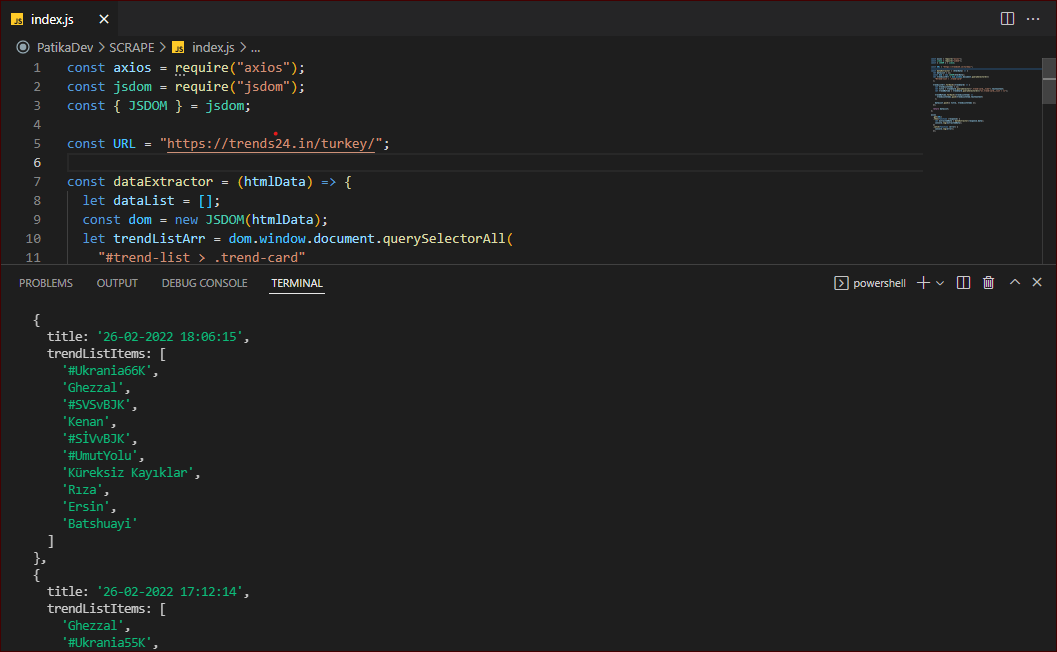 JS index.js
PatikaDev > SCRAPE > JS index.js > ...
1 const axios = require("axios");
2 const jsdom = require("jsdom");
3 const { JSDOM } = jsdom;
4
5 const URL = "https://trends24.in/turkey/";
6
7 const dataExtractor = (htmlData) => {
8 let dataList = [];
9 const dom = new JSDOM(htmlData);
10 let trendListArr = dom.window.document.querySelectorAll(
11 "#trend-list > .trend-card"
PROBLEMS OUTPUT DEBUG CONSOLE TERMINAL powershell
{
title: '26-02-2022 18:06:15',
trendListItems: [
'#Ukrania66K',
'Ghezzal',
'#SVSvBJK',
'Kenan',
'#SİVvBJK',
'#UmutYolu',
'Küreksiz Kayıklar',
'Rıza',
'Ersin',
'Batshuayi'
]
},
{
title: '26-02-2022 17:12:14',
trendListItems: [
'Ghezzal',
'#Ukrania55K',